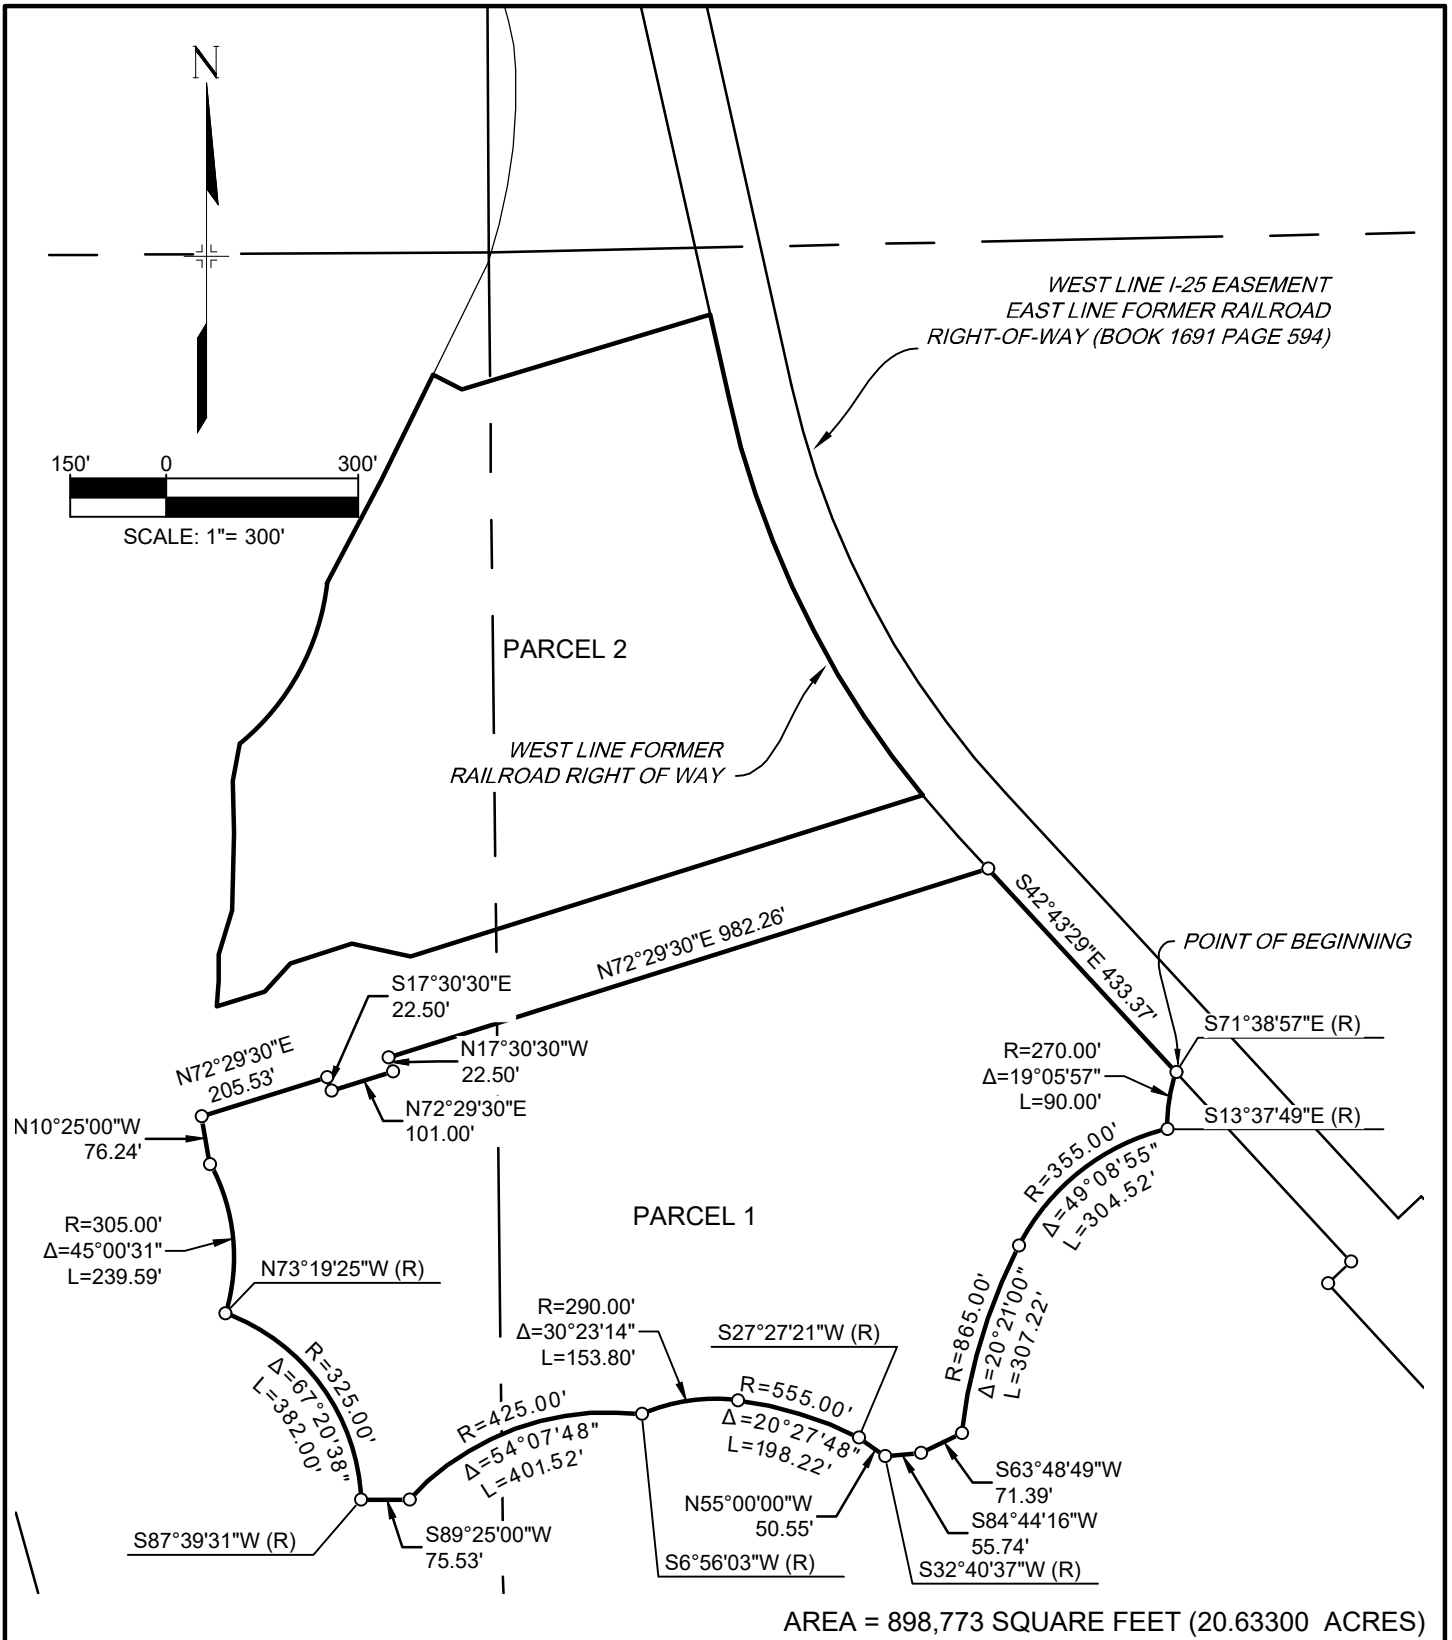 N
WEST LINE I-25 EASEMENT
EAST LINE FORMER RAILROAD
RIGHT-OF-WAY (BOOK 1691 PAGE 594)
150' 0 300'
SCALE: 1"= 300'
PARCEL 2
WEST LINE FORMER
RAILROAD RIGHT OF WAY
S42°43'29"E 433.37'
N72°29'30"E 982.26'
POINT OF BEGINNING
S17°30'30"E
22.50'
S71°38'57"E (R)
N72°29'30"E
205.53'
N17°30'30"W
22.50'
R=270.00'
Δ=19°05'57"
L=90.00'
N72°29'30"E
101.00'
S13°37'49"E (R)
N10°25'00"W
76.24'
R=355.00'
Δ=49°08'55"
L=304.52'
PARCEL 1
R=305.00'
Δ=45°00'31"
L=239.59'
N73°19'25"W (R)
R=865.00'
Δ=20°21'00"
L=307.22'
R=290.00'
Δ=30°23'14"
L=153.80'
S27°27'21"W (R)
R=325.00'
Δ=67°20'38"
L=382.00'
R=425.00'
Δ=54°07'48"
L=401.52'
R=555.00'
Δ=20°27'48"
L=198.22'
S63°48'49"W
71.39'
N55°00'00"W
50.55'
S84°44'16"W
55.74'
S87°39'31"W (R)
S89°25'00"W
75.53'
S6°56'03"W (R)
S32°40'37"W (R)
AREA = 898,773 SQUARE FEET (20.63300 ACRES)